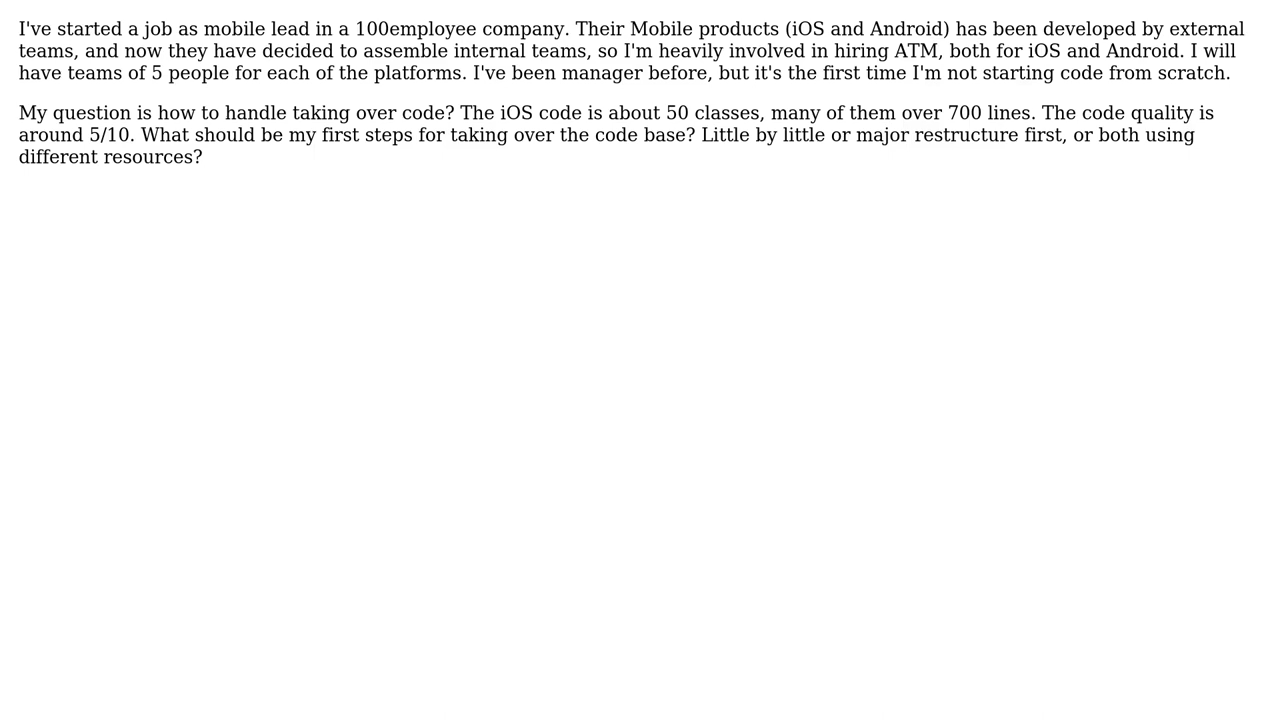 I've started a job as mobile lead in a 100employee company. Their Mobile products (iOS and Android) has been developed by external
teams, and now they have decided to assemble internal teams, so I'm heavily involved in hiring ATM, both for iOS and Android. I will
have teams of 5 people for each of the platforms. I've been manager before, but it's the first time I'm not starting code from scratch.
My question is how to handle taking over code? The iOS code is about 50 classes, many of them over 700 lines. The code quality is
around 5/10. What should be my first steps for taking over the code base? Little by little or major restructure first, or both using
different resources?